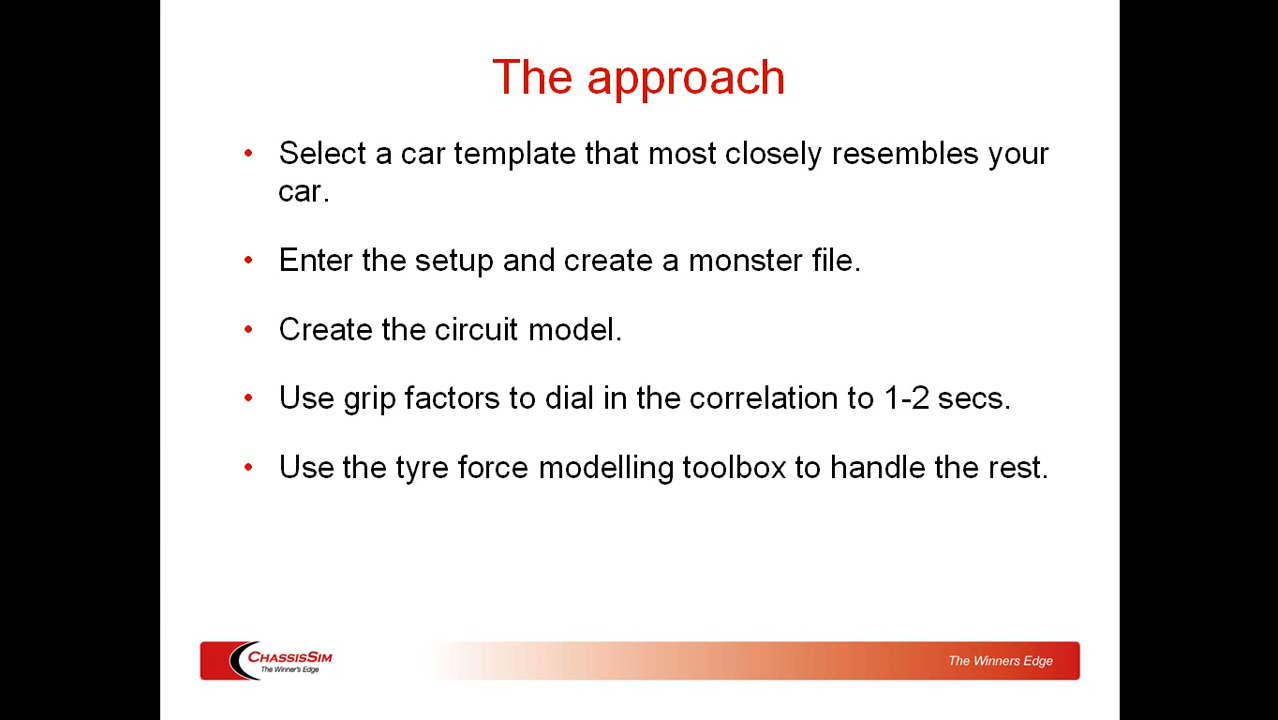 The approach
• Select a car template that most closely resembles your
car.
• Enter the setup and create a monster file.
• Create the circuit model.
• Use grip factors to dial in the correlation to 1-2 secs.
• Use the tyre force modelling toolbox to handle the rest.
CHASSISSIM
The Winner's Edge
The Winners Edge